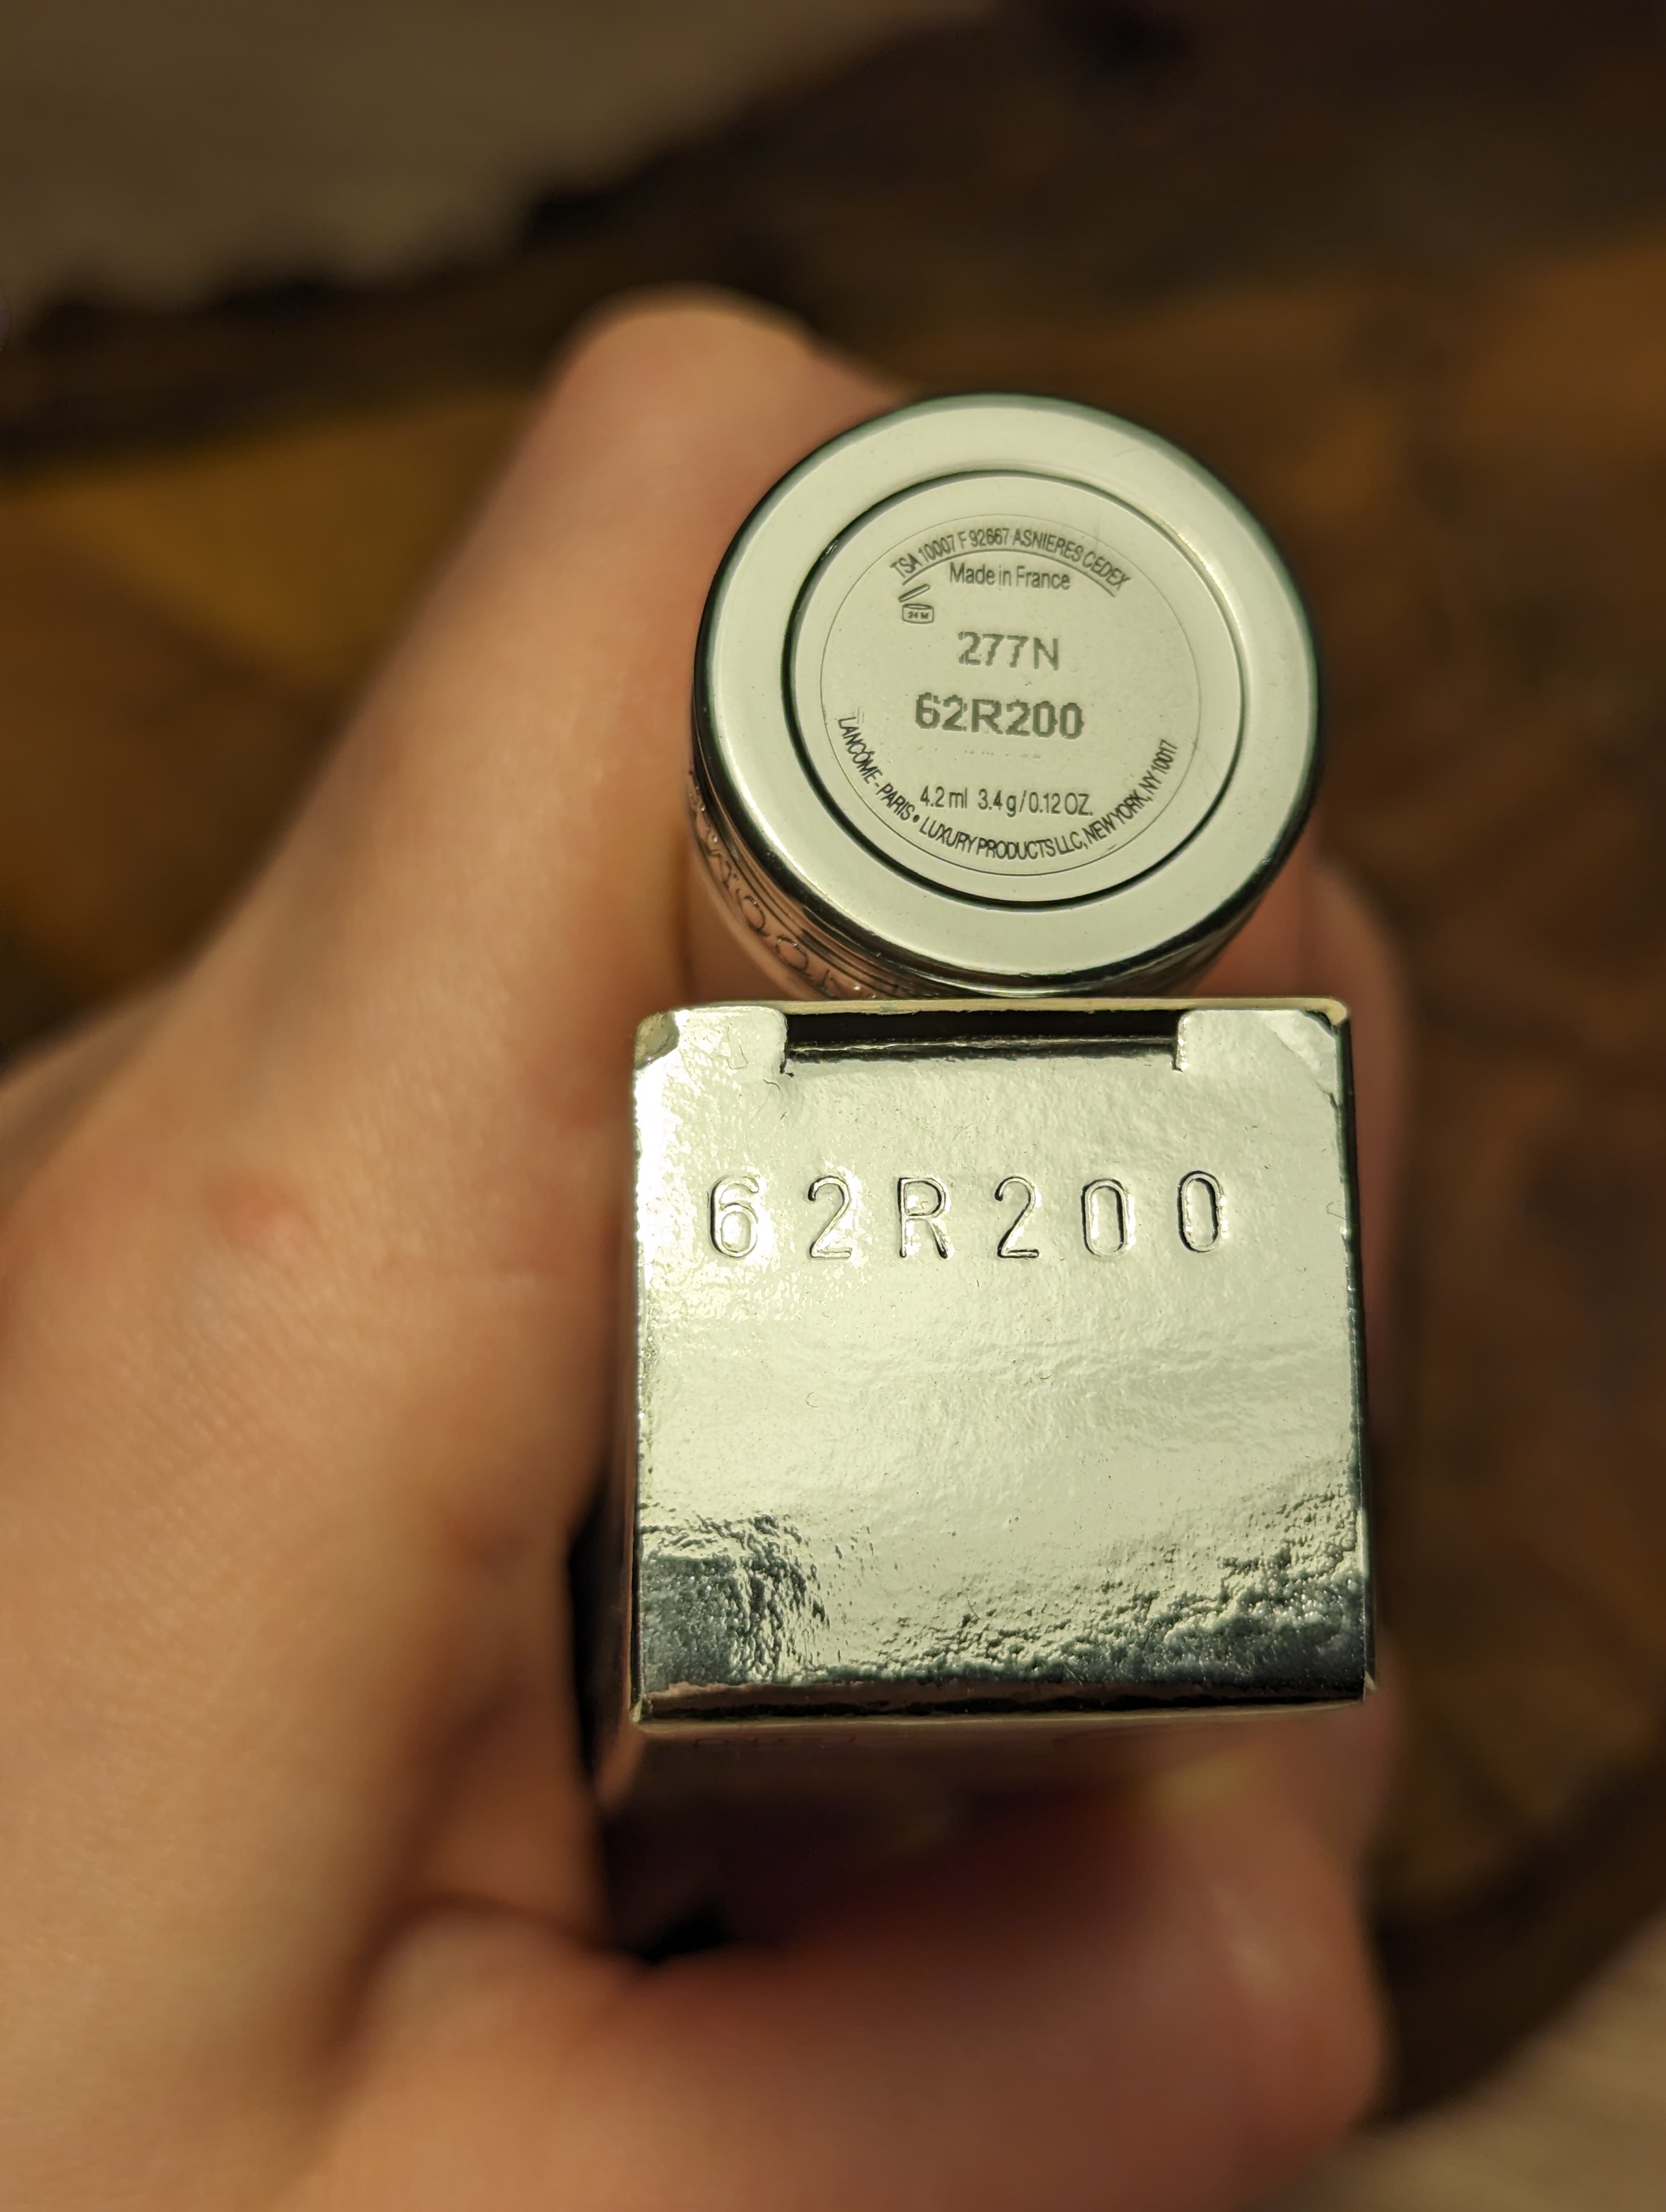 TSA 10007 F 92667 ASNIERES CEDEX
Made in France
24 M
277N
62R200
4.2 ml 3.4 g / 0.12 OZ.
LANCÔME - PARIS • LUXURY PRODUCTS LLC, NEW YORK, NY 10017
62R200